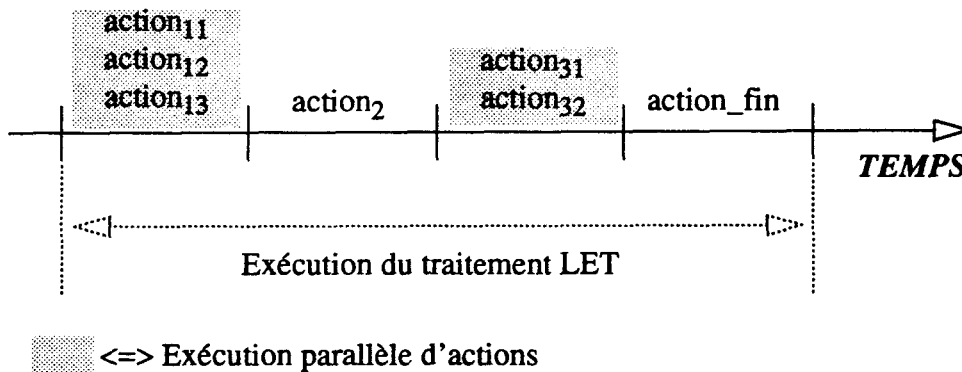 action11
action12
action13
action2
action31
action32
action_fin
TEMPS
Exécution du traitement LET
<=> Exécution parallèle d'actions